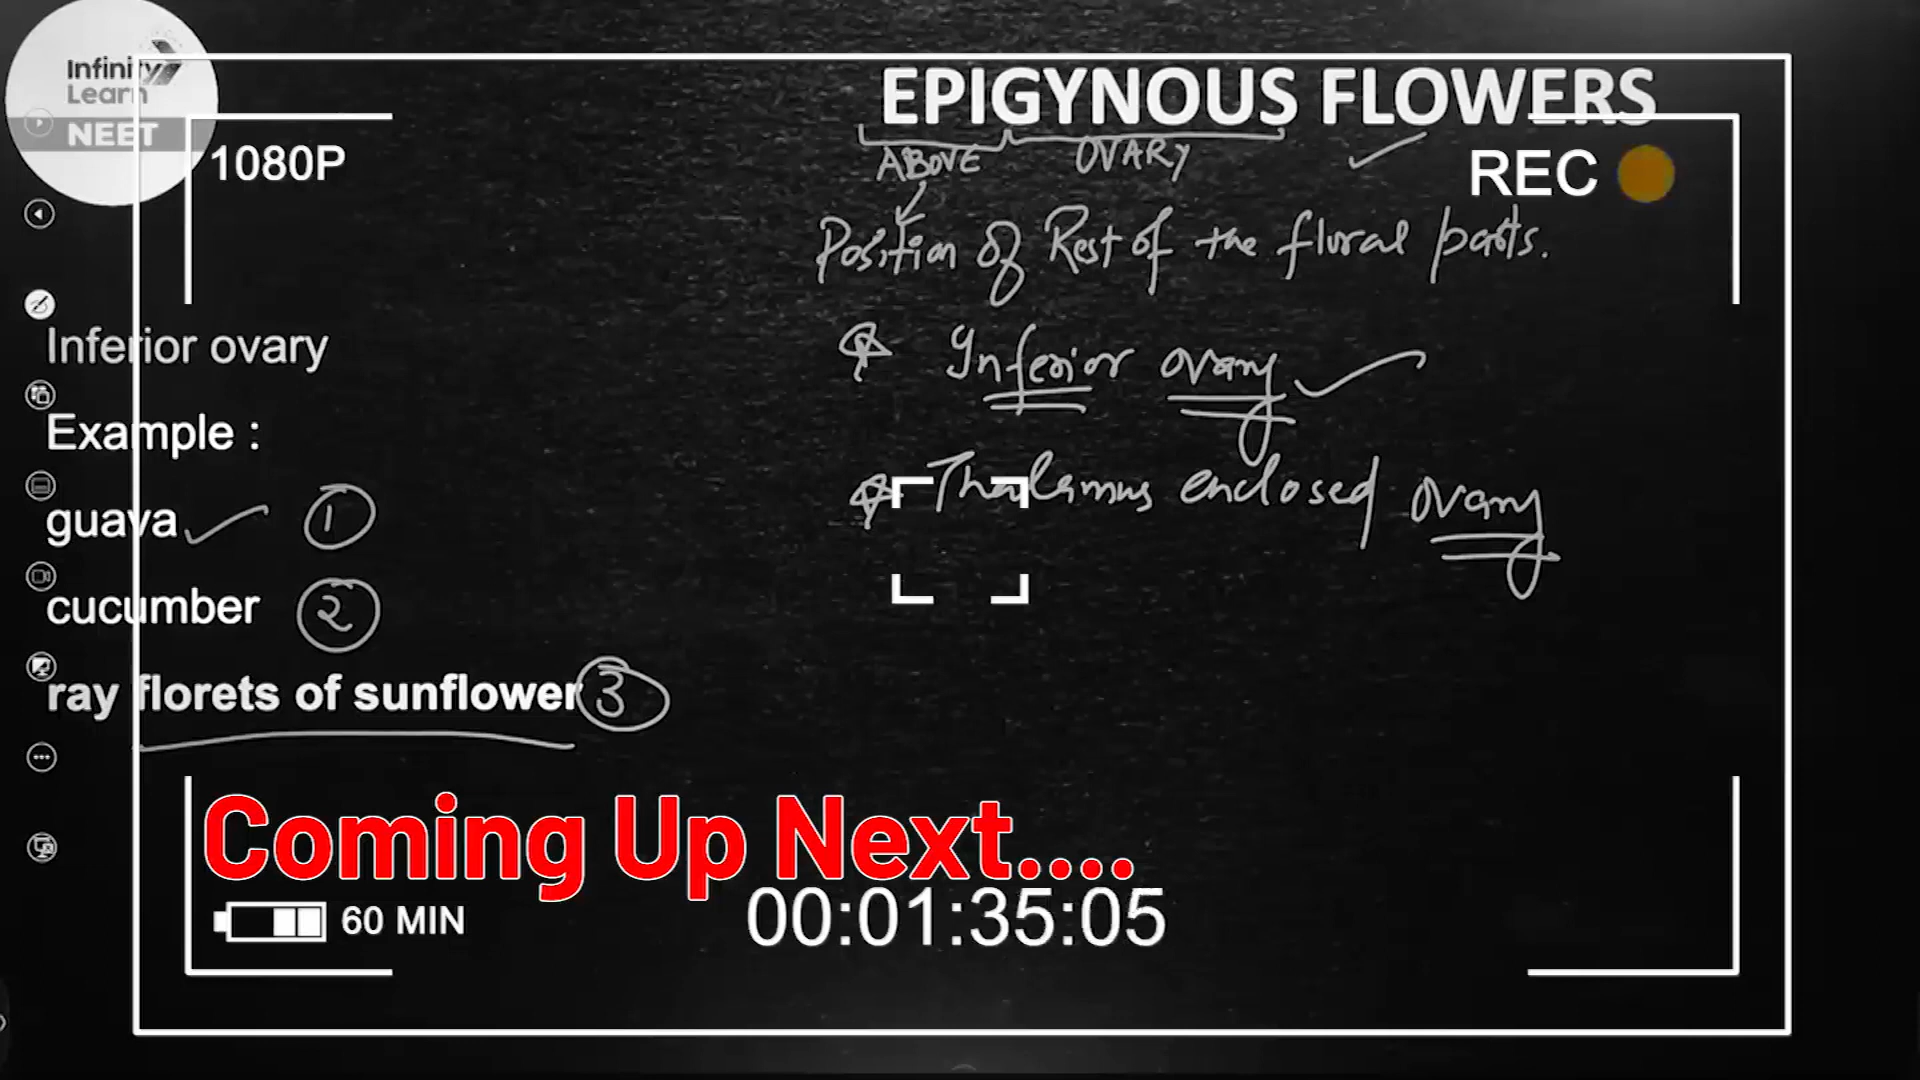 Infinity
Learn
NEET
1080P
EPIGYNOUS FLOWERS
ABOVE OVARY
REC
Position of Rest of the floral parts.
Inferior ovary
Inferior ovary
Example :
Thalamus enclosed ovary
guava 1
cucumber 2
ray florets of sunflower 3
Coming Up Next....
60 MIN
00:01:35:05